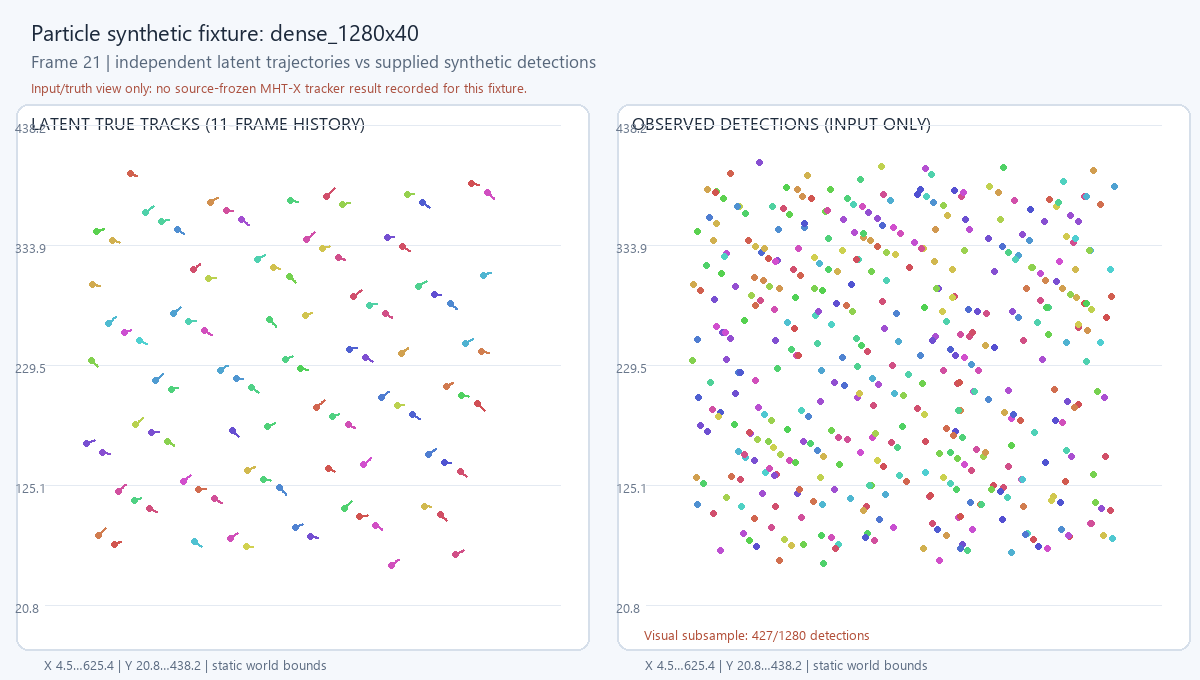 Particle synthetic fixture: dense_1280x40
Frame 21 | independent latent trajectories vs supplied synthetic detections
Input/truth view only: no source-frozen MHT-X tracker result recorded for this fixture.
LATENT TRUE TRACKS (11-FRAME HISTORY)
438.2
333.9
229.5
125.1
20.8
X 4.5...625.4 | Y 20.8...438.2 | static world bounds
OBSERVED DETECTIONS (INPUT ONLY)
438.2
333.9
229.5
125.1
20.8
Visual subsample: 427/1280 detections
X 4.5...625.4 | Y 20.8...438.2 | static world bounds